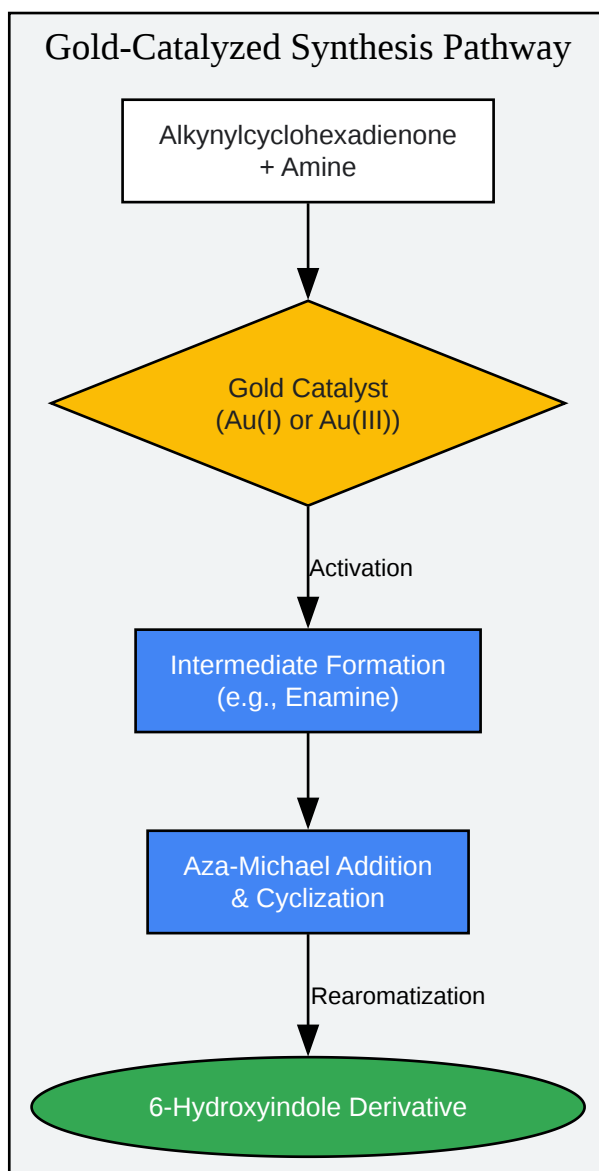 Gold-Catalyzed Synthesis Pathway
Alkynylcyclohexadienone
+ Amine
Gold Catalyst
(Au(I) or Au(III))
Activation
Intermediate Formation
(e.g., Enamine)
Aza-Michael Addition
& Cyclization
Rearomatization
6-Hydroxyindole Derivative